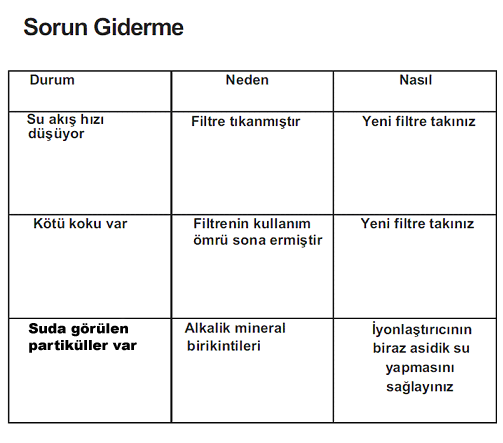 Sorun Giderme
Durum
Neden
Nasıl
Su akış hızı
düşüyor
Filtre tıkanmıştır
Yeni filtre takınız
Kötü koku var
Filtrenin kullanım
ömrü sona ermiştir
Yeni filtre takınız
Suda görülen
partiküller var
Alkalik mineral
birikintileri
İyonlaştırıcının
biraz asidik su
yapmasını
sağlayınız